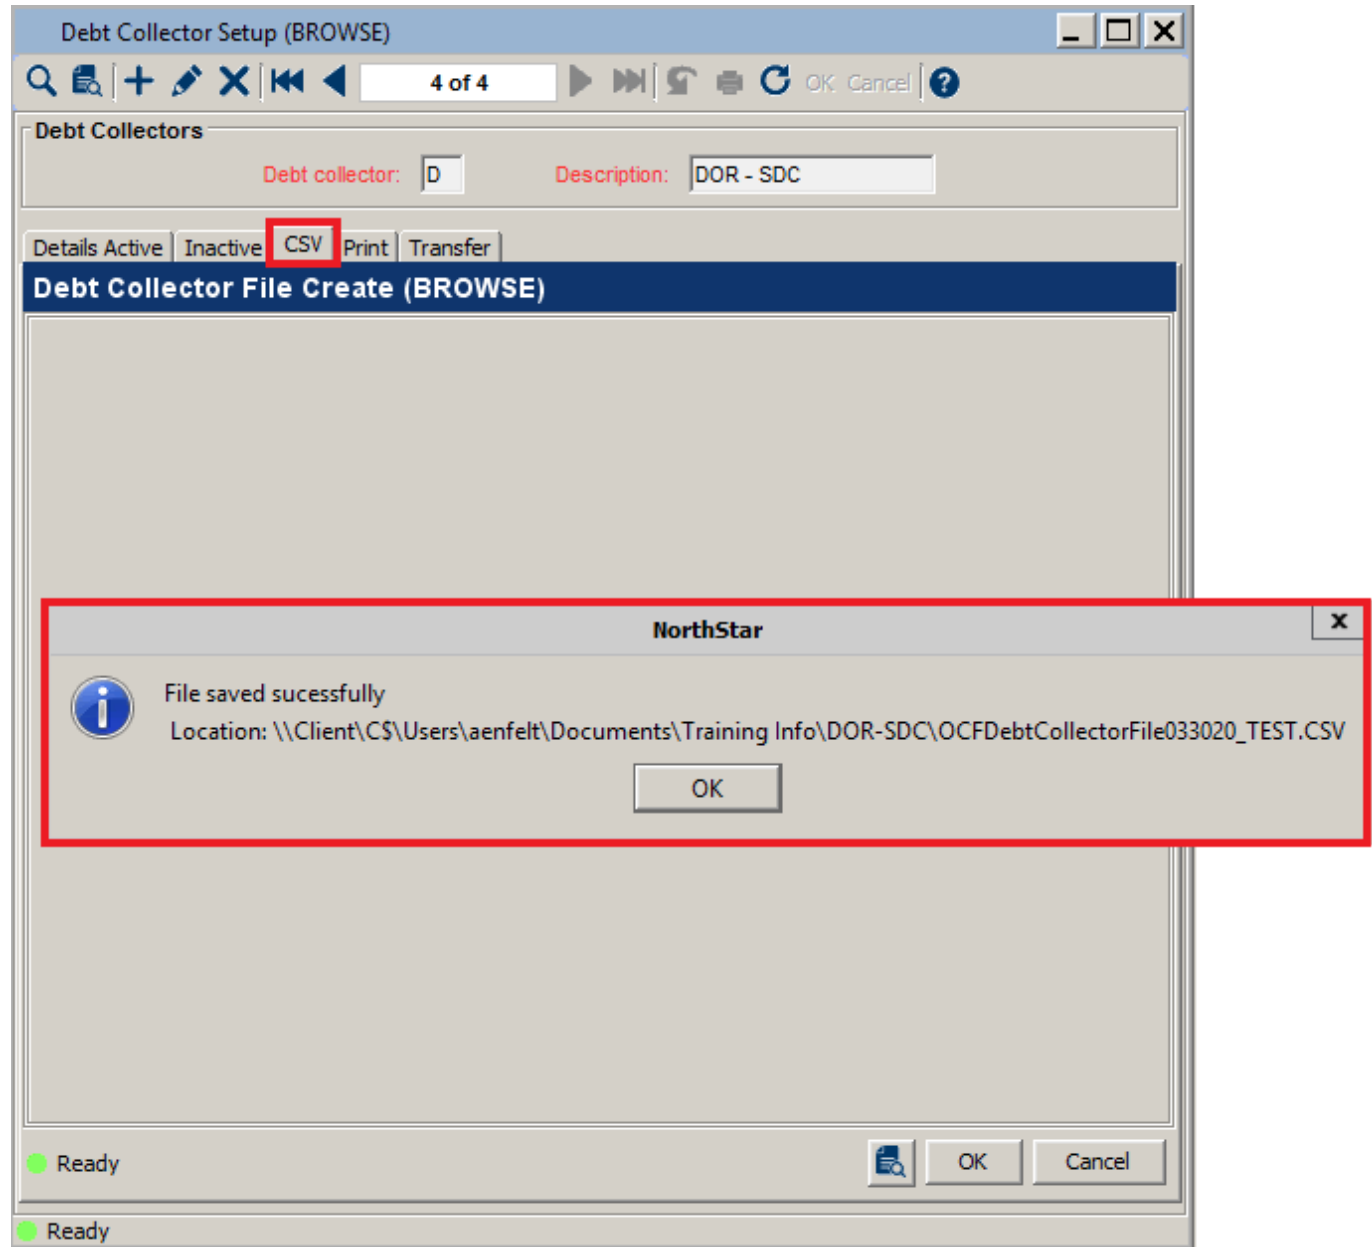 Debt Collector Setup (BROWSE)
4 of 4 OK Cancel ?
Debt Collectors
Debt collector: D Description: DOR - SDC
Details Active Inactive CSV Print Transfer
Debt Collector File Create (BROWSE)
NorthStar
File saved sucessfully
Location: \\Client\C$\Users\aenfelt\Documents\Training Info\DOR-SDC\OCFDebtCollectorFile033020_TEST.CSV
OK
Ready OK Cancel
Ready